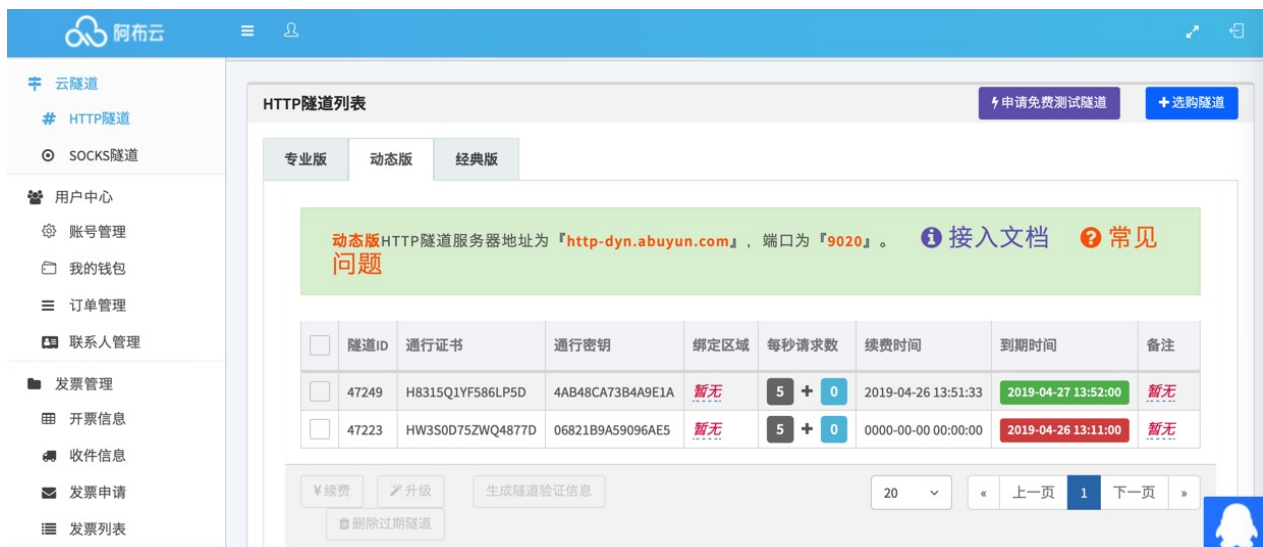 阿布云
云隧道
HTTP隧道
SOCKS隧道
用户中心
账号管理
我的钱包
订单管理
联系人管理
发票管理
开票信息
收件信息
发票申请
发票列表
HTTP隧道列表
申请免费测试隧道
选购隧道
专业版 动态版 经典版
动态版HTTP隧道服务器地址为『http-dyn.abuyun.com』, 端口为『9020』。 接入文档 常见
问题
隧道ID 通行证书 通行密钥 绑定区域 每秒请求数 续费时间 到期时间 备注
47249 H8315Q1YF586LP5D 4AB48CA73B4A9E1A 暂无 5 + 0 2019-04-26 13:51:33 2019-04-27 13:52:00 暂无
47223 HW3S0D75ZWQ4877D 06821B9A59096AE5 暂无 5 + 0 0000-00-00 00:00:00 2019-04-26 13:11:00 暂无
¥续费 升级 生成隧道验证信息 20 « 上一页 1 下一页 »
删除过期隧道